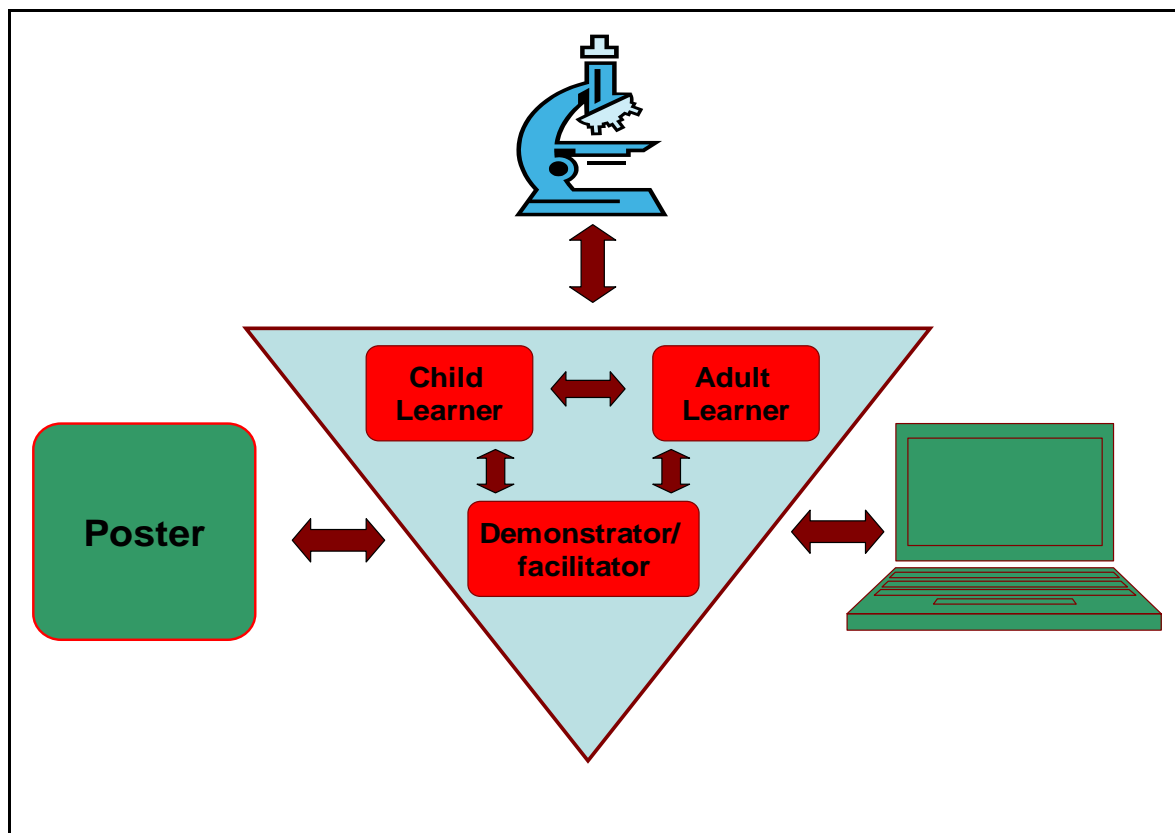 Child
Learner
Adult
Learner
Poster
Demonstrator/
facilitator